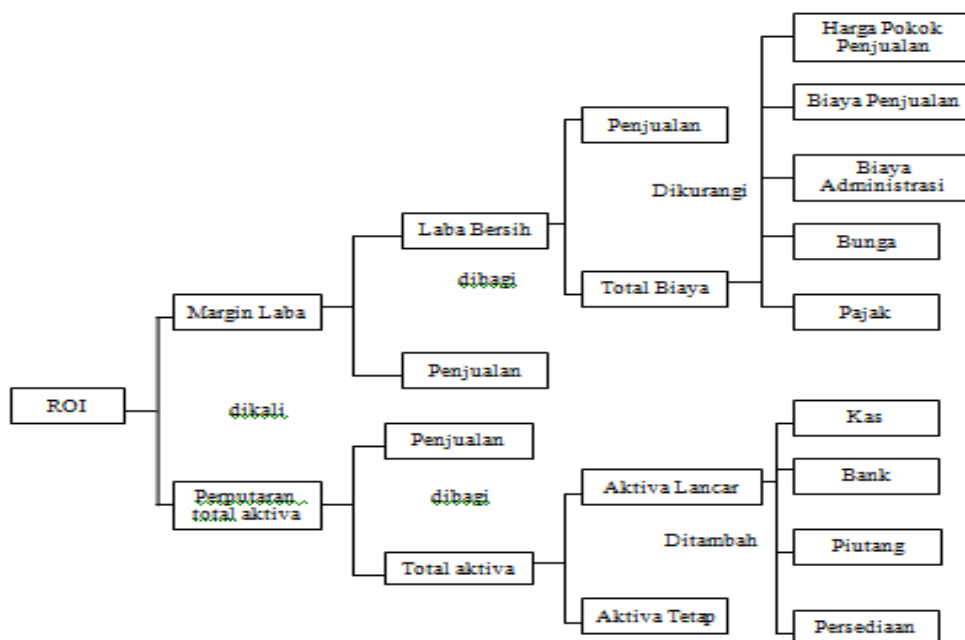 Harga Pokok
Penjualan
Biaya Penjualan
Penjualan
Biaya
Administrasi
Dikurangi
Laba Bersih
Bunga
dibagi
Total Biaya
Margin Laba
Pajak
Penjualan
ROI
dikali
Kas
Penjualan
Perputaran
total aktiva
dibagi
Aktiva Lancar
Bank
Ditambah
Piutang
Total aktiva
Aktiva Tetap
Persediaan